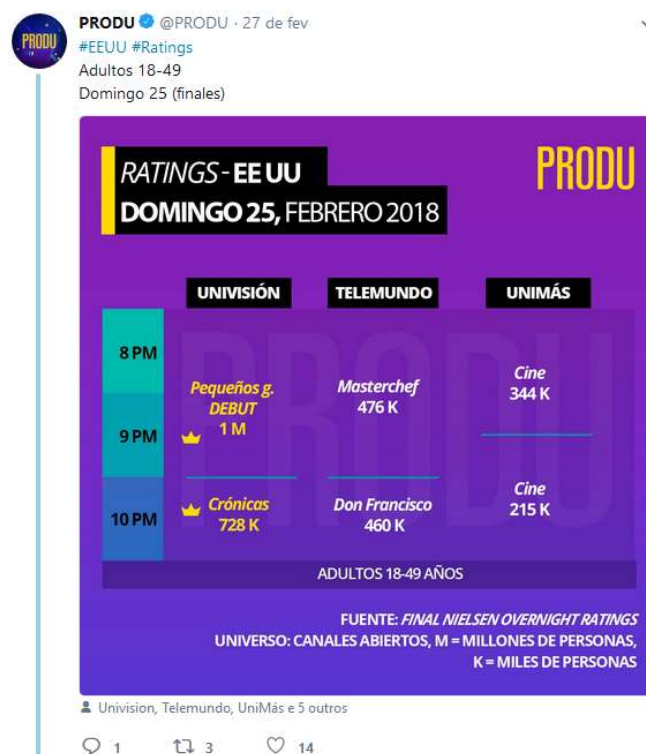 PRODU @PRODU · 27 de fev
PRODU
#EEUU #Ratings
Adultos 18-49
Domingo 25 (finales)
RATINGS - EE UU
DOMINGO 25, FEBRERO 2018
PRODU
UNIVISIÓN TELEMUNDO UNIMÁS
8 PM
9 PM
10 PM
Pequeños g.
DEBUT
1 M
Crónicas
728 K
Masterchef
476 K
Don Francisco
460 K
Cine
344 K
Cine
215 K
PRODU
ADULTOS 18-49 AÑOS
FUENTE: FINAL NIELSEN OVERNIGHT RATINGS
UNIVERSO: CANALES ABIERTOS, M = MILLONES DE PERSONAS,
K = MILES DE PERSONAS
Univision, Telemundo, UniMás e 5 outros
1 3 14